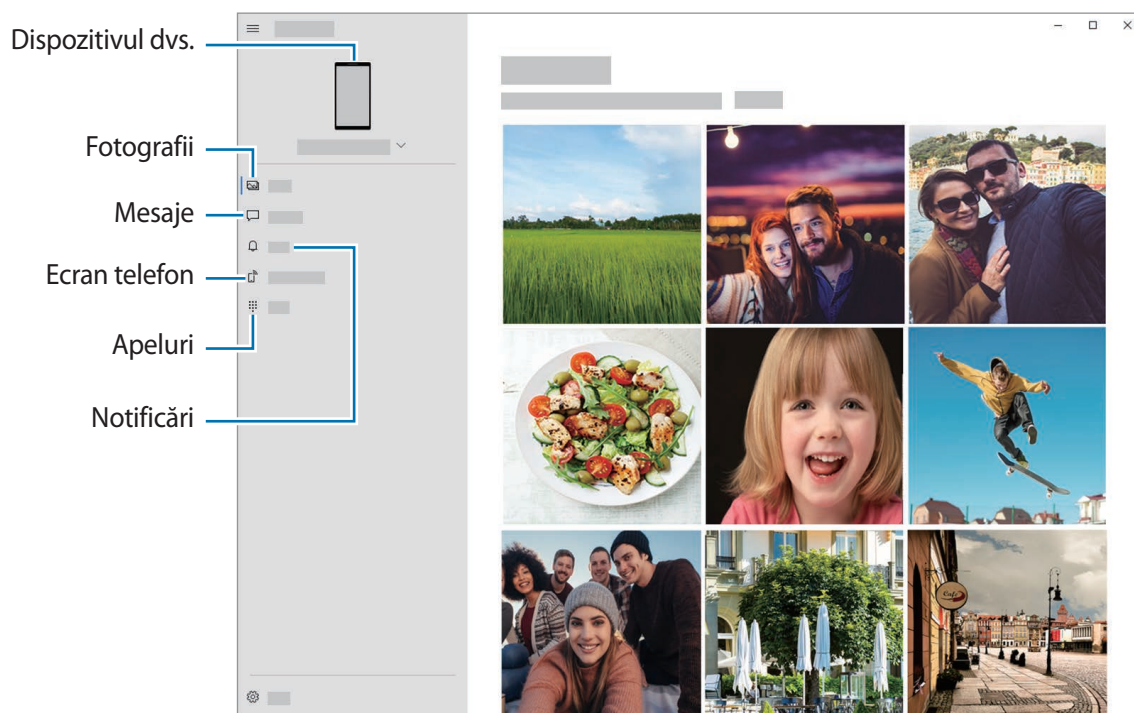 Dispozitivul dvs.
Fotografii
Mesaje
Ecran telefon
Apeluri
Notificări
Café